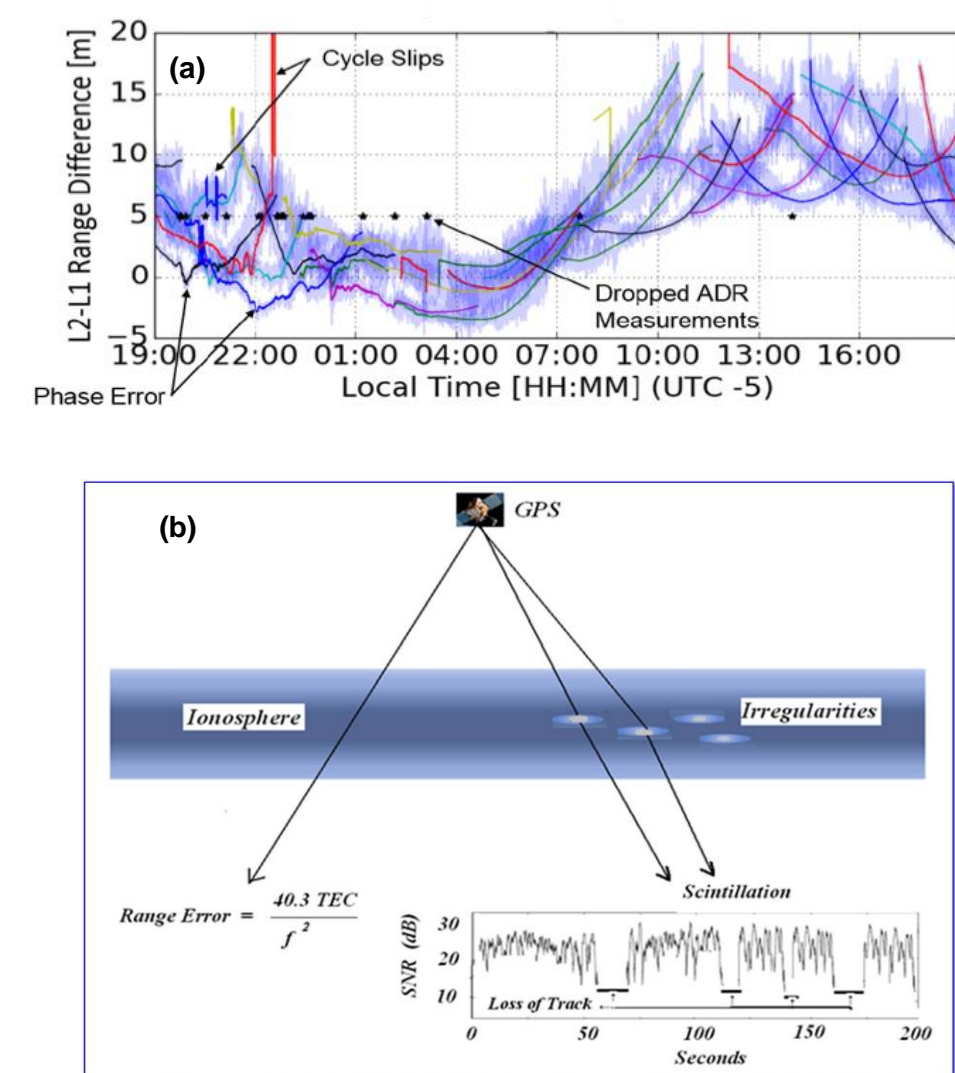 20
(a)
Cycle Slips
15
10
5
0
−5
L2-L1 Range Difference [m]
Dropped ADR
Measurements
19:00 22:00 01:00 04:00 07:00 10:00 13:00 16:00
Local Time [HH:MM] (UTC -5)
Phase Error
(b)
GPS
Ionosphere
Irregularities
Range Error = 40.3 TEC
f 2
Scintillation
SNR (dB)
30
20
10
Loss of Track
0 50 100 150 200
Seconds